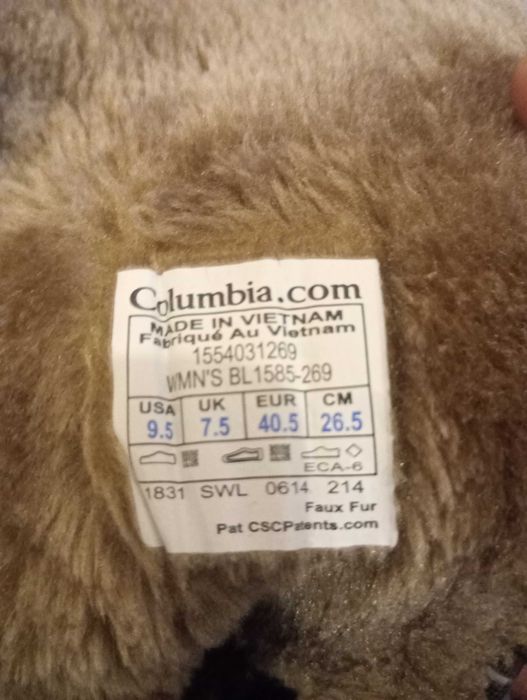 Columbia.com
MADE IN VIETNAM
Fabriqué Au Vietnam
1554031269
WMN'S BL1585-269
USA UK EUR CM
9.5 7.5 40.5 26.5
ECA-6
1831 SWL 0614 214
Faux Fur
Pat CSCPatents.com